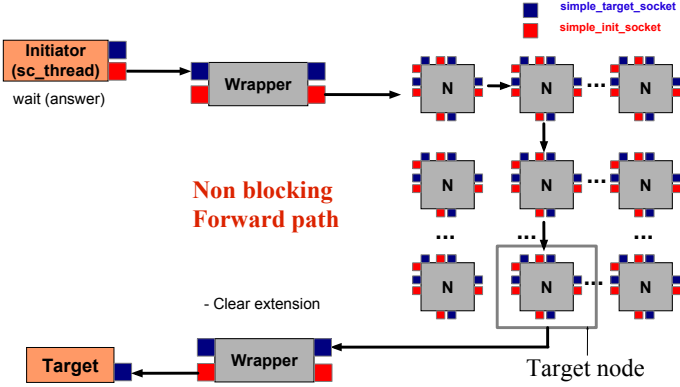 simple_target_socket
simple_init_socket
Initiator
(sc_thread)
wait (answer)
Wrapper
N
N
...
N
Non blocking
Forward path
N
N
...
N
...
...
...
N
N
...
N
- Clear extension
Target
Wrapper
Target node